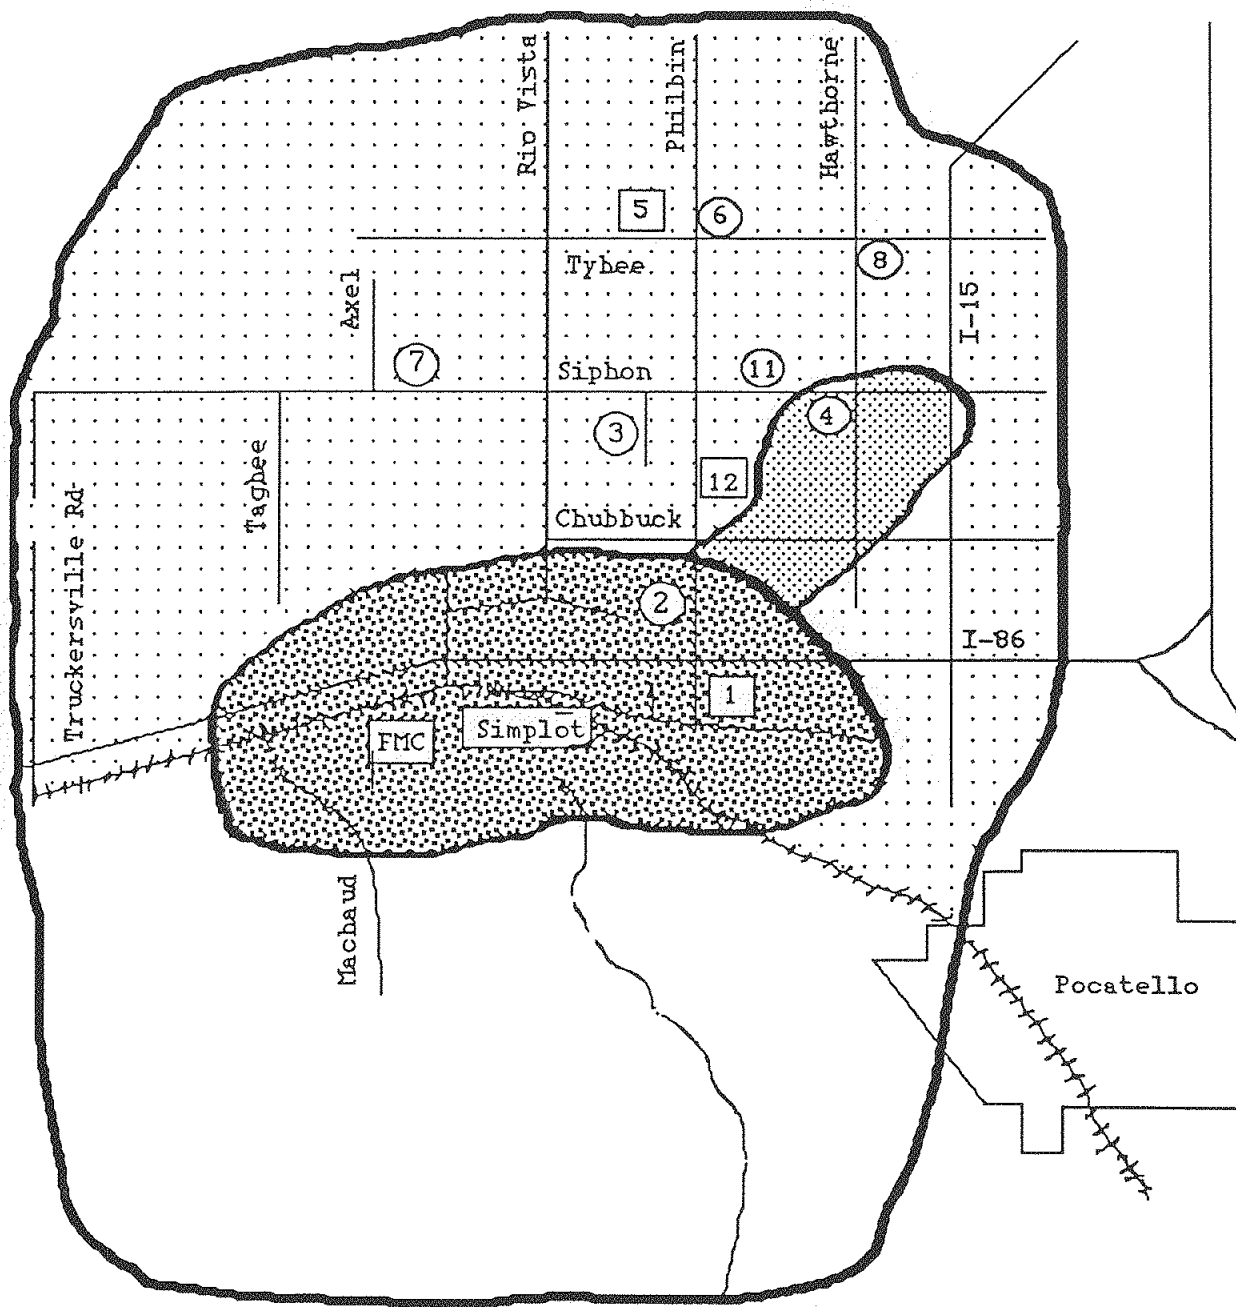 Rio Vista
Philbin
Hawthorne
5
6
Tybee
8
Axel
I-15
7
Siphon
11
4
3
Taghee
12
Truckersville Rd-
Chubbuck
2
I-86
1
FMC
Simplot
Machaud
Pocatello